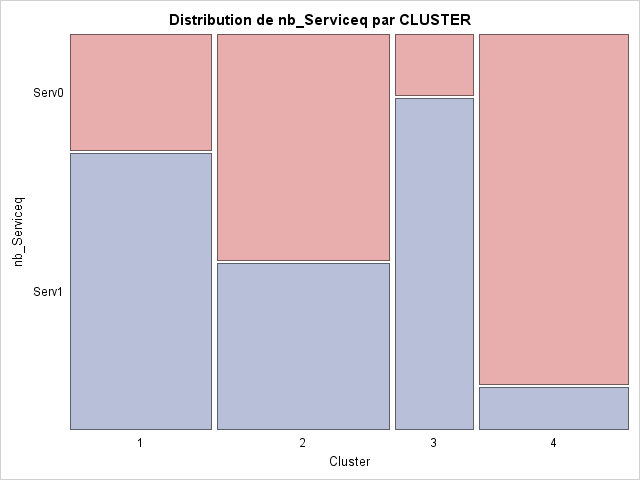 Distribution de nb_Serviceq par CLUSTER
Serv0
nb_Serviceq
Serv1
1 2 3 4
Cluster